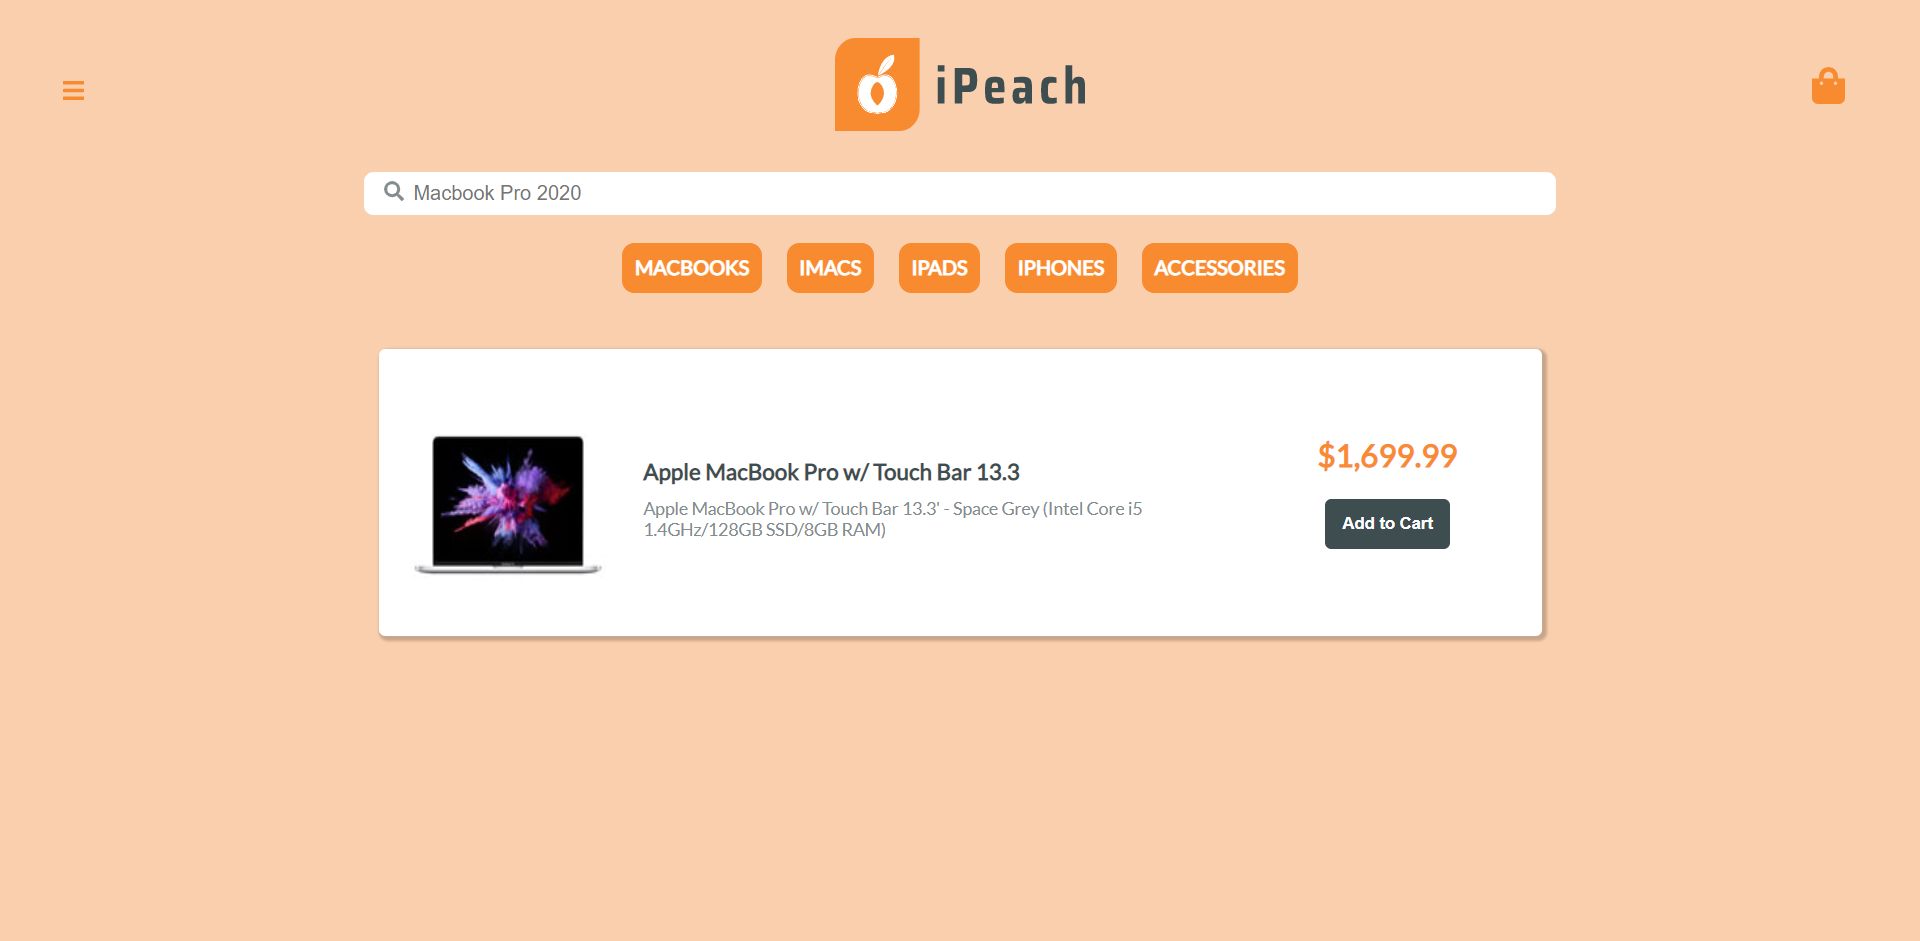 iPeach
Macbook Pro 2020
MACBOOKS
IMACS
IPADS
IPHONES
ACCESSORIES
Apple MacBook Pro w/ Touch Bar 13.3
Apple MacBook Pro w/ Touch Bar 13.3' - Space Grey (Intel Core i5
1.4GHz/128GB SSD/8GB RAM)
$1,699.99
Add to Cart